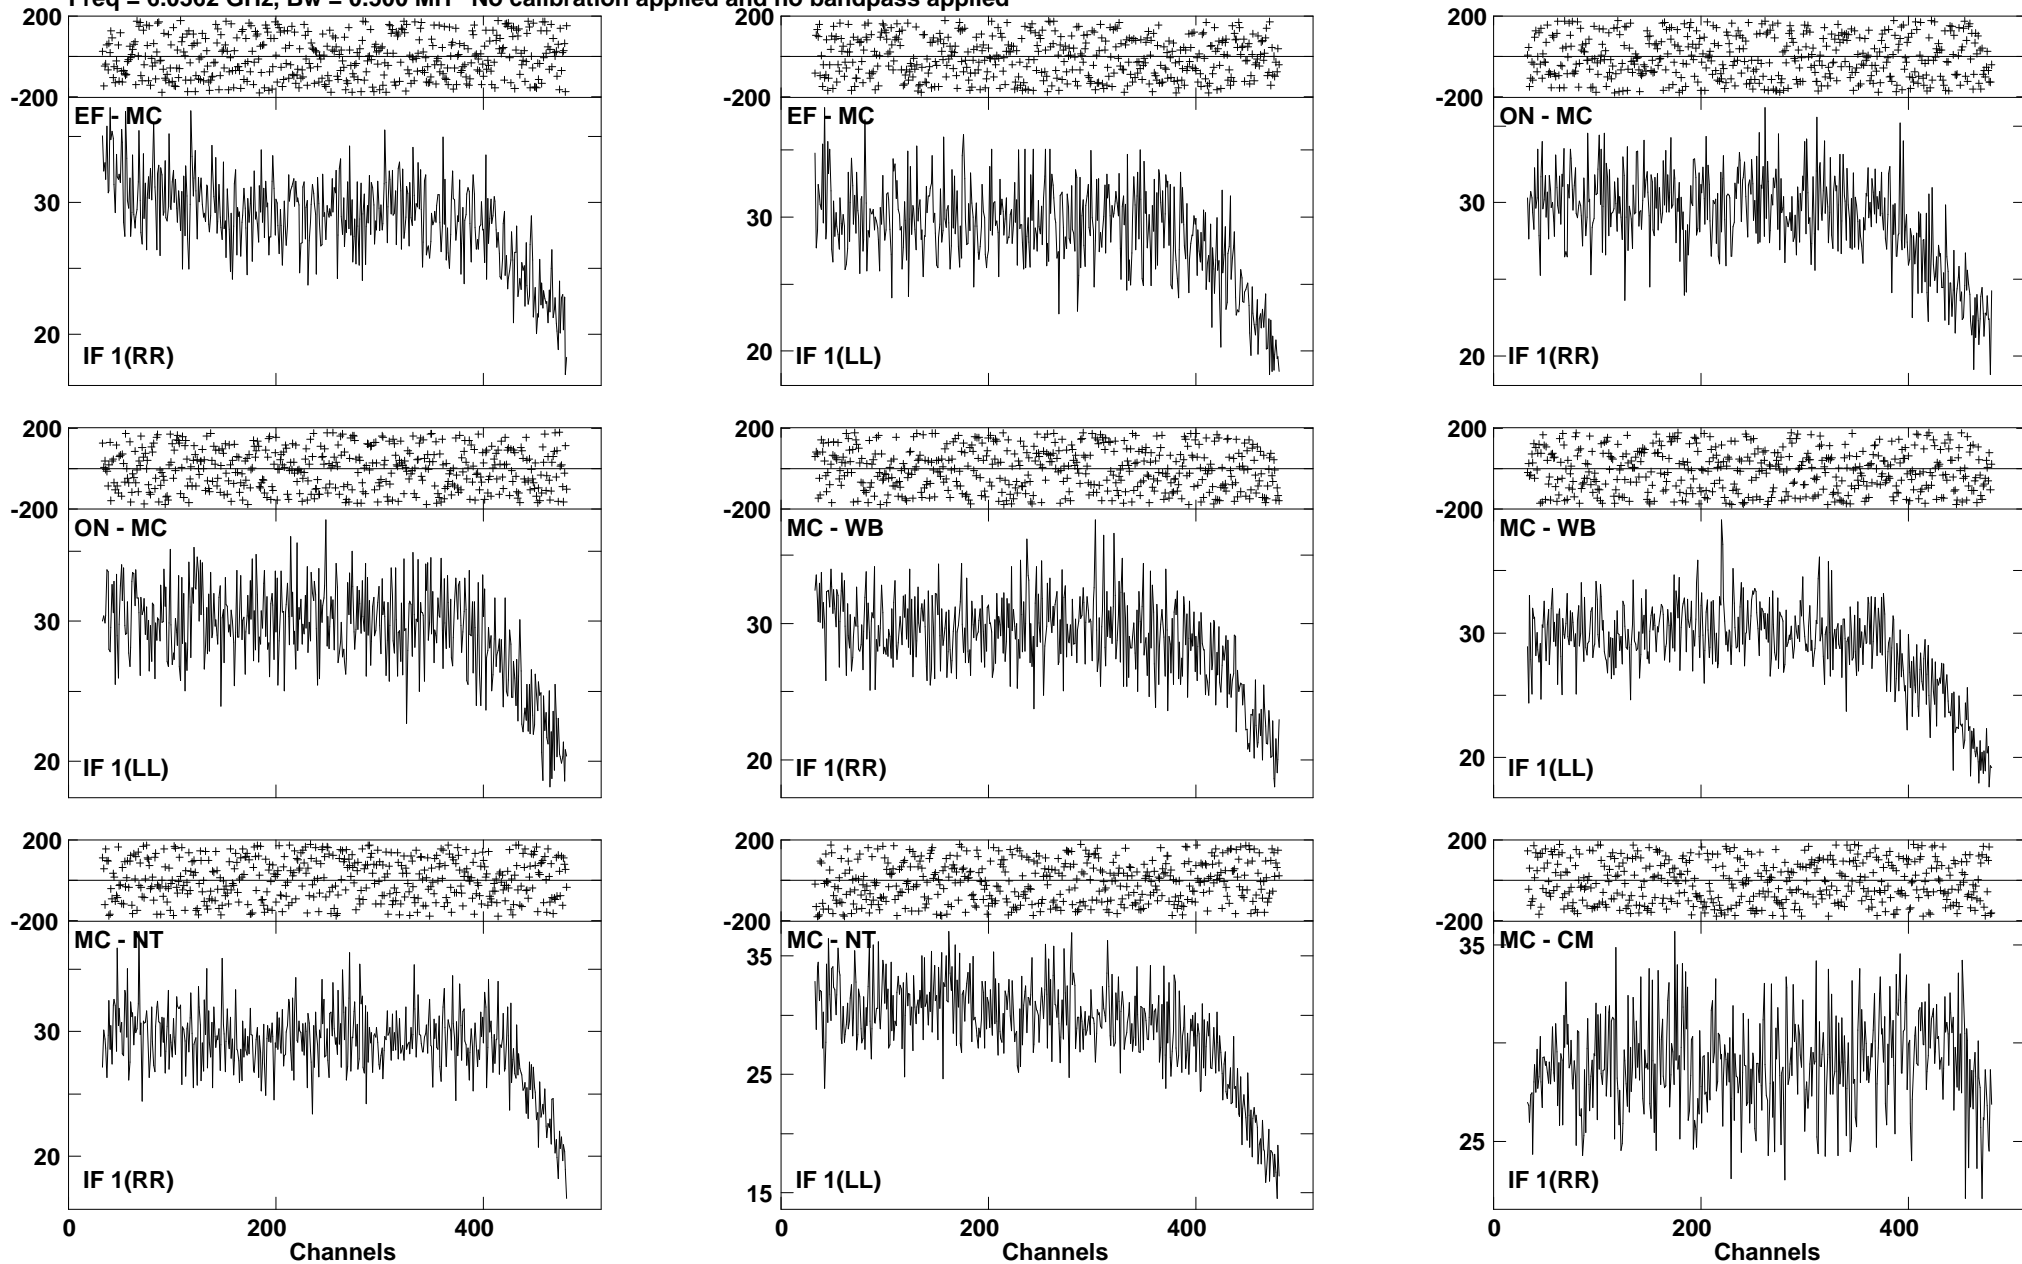 No calibration applied and no bandpass applied
200
-200
EF - MC
30
20
IF 1(RR)
200
-200
EF - MC
30
20
IF 1(LL)
200
-200
ON - MC
30
20
IF 1(RR)
200
-200
ON - MC
30
20
IF 1(LL)
200
-200
MC - WB
30
20
IF 1(RR)
200
-200
MC - WB
30
20
IF 1(LL)
200
-200
MC - NT
30
20
IF 1(RR)
0 200 400
Channels
200
-200
MC - NT
35
25
15
IF 1(LL)
0 200 400
Channels
200
-200
MC - CM
35
25
IF 1(RR)
0 200 400
Channels